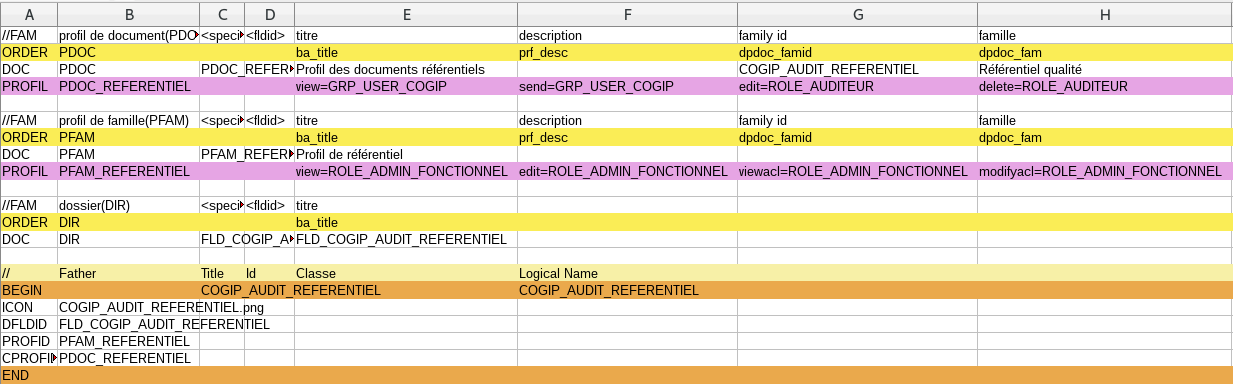 A B C D E F G H
//FAM profil de document(PDO <speci <fldid> titre description family id famille
ORDER PDOC ba_title prf_desc dpdoc_famid dpdoc_fam
DOC PDOC PDOC_REFER Profil des documents référentiels COGIP_AUDIT_REFERENTIEL Référentiel qualité
PROFIL PDOC_REFERENTIEL view=GRP_USER_COGIP send=GRP_USER_COGIP edit=ROLE_AUDITEUR delete=ROLE_AUDITEUR
//FAM profil de famille(PFAM) <speci <fldid> titre description family id famille
ORDER PFAM ba_title prf_desc dpdoc_famid dpdoc_fam
DOC PFAM PFAM_REFER Profil de référentiel
PROFIL PFAM_REFERENTIEL view=ROLE_ADMIN_FONCTIONNEL edit=ROLE_ADMIN_FONCTIONNEL viewacl=ROLE_ADMIN_FONCTIONNEL modifyacl=ROLE_ADMIN_FONCTIONNEL
//FAM dossier(DIR) <speci <fldid> titre
ORDER DIR ba_title
DOC DIR FLD_COGIP_A FLD_COGIP_AUDIT_REFERENTIEL
// Father Title Id Classe Logical Name
BEGIN COGIP_AUDIT_REFERENTIEL COGIP_AUDIT_REFERENTIEL
ICON COGIP_AUDIT_REFERENTIEL.png
DFLDID FLD_COGIP_AUDIT_REFERENTIEL
PROFID PFAM_REFERENTIEL
CPROFI PDOC_REFERENTIEL
END